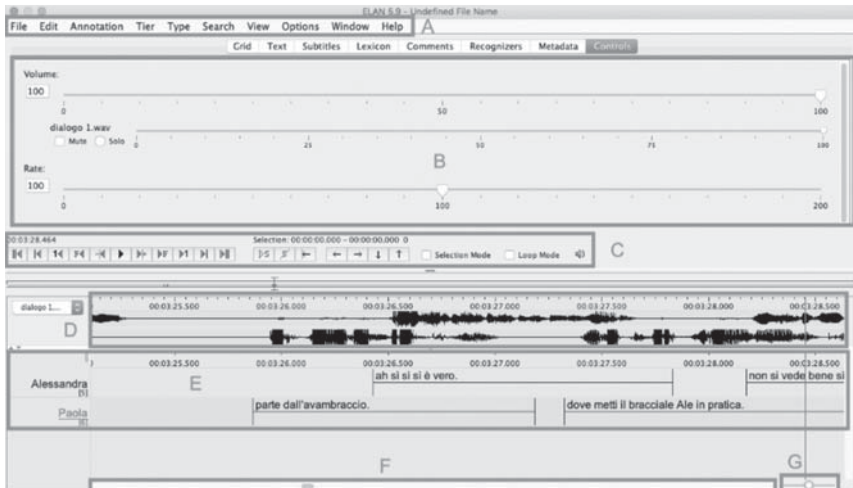 ELAN 5.9 - Undefined File Name
File Edit Annotation Tier Type Search View Options Window Help A
Grid Text Subtitles Lexicon Comments Recognizers Metadata Controls
Volume:
100
0 50 100
dialogo 1.wav
Mute Solo 0 25 50 75 100
B
Rate:
100
0 100 200
00:03:28.464 Selection: 00:00:00.000 - 00:00:00.000 0
Selection Mode Loop Mode C
dialogo 1.... 00:03:25.500 00:03:26.000 00:03:26.500 00:03:27.000 00:03:27.500 00:03:28.000 00:03:28.500
D
00:03:25.500 00:03:26.000 00:03:26.500 00:03:27.000 00:03:27.500 00:03:28.000 00:03:28.500
Alessandra E ah sì sì sì è vero. non si vede bene si
[5]
Paola parte dall'avambraccio. dove metti il bracciale Ale in pratica.
F G